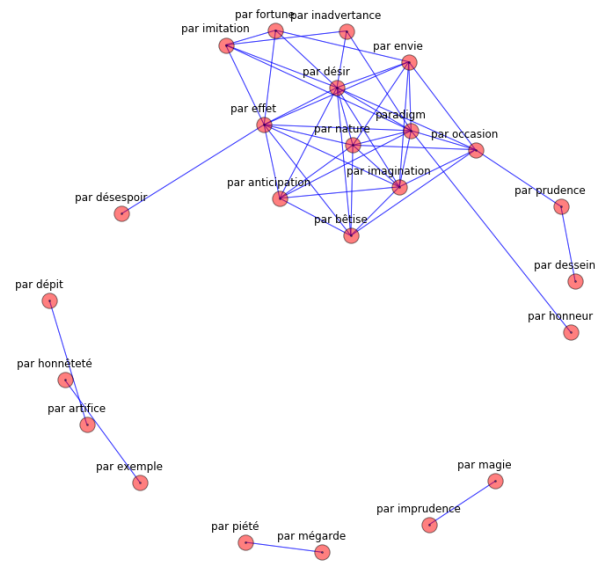 par fortune
par inadvertance
par imitation
par envie
par désir
par effet
paradigm
par nature
par occasion
par imagination
par anticipation
par prudence
par désespoir
par bêtise
par dessein
par dépit
par honneur
par honnêteté
par artifice
par exemple
par magie
par imprudence
par piété
par mégarde